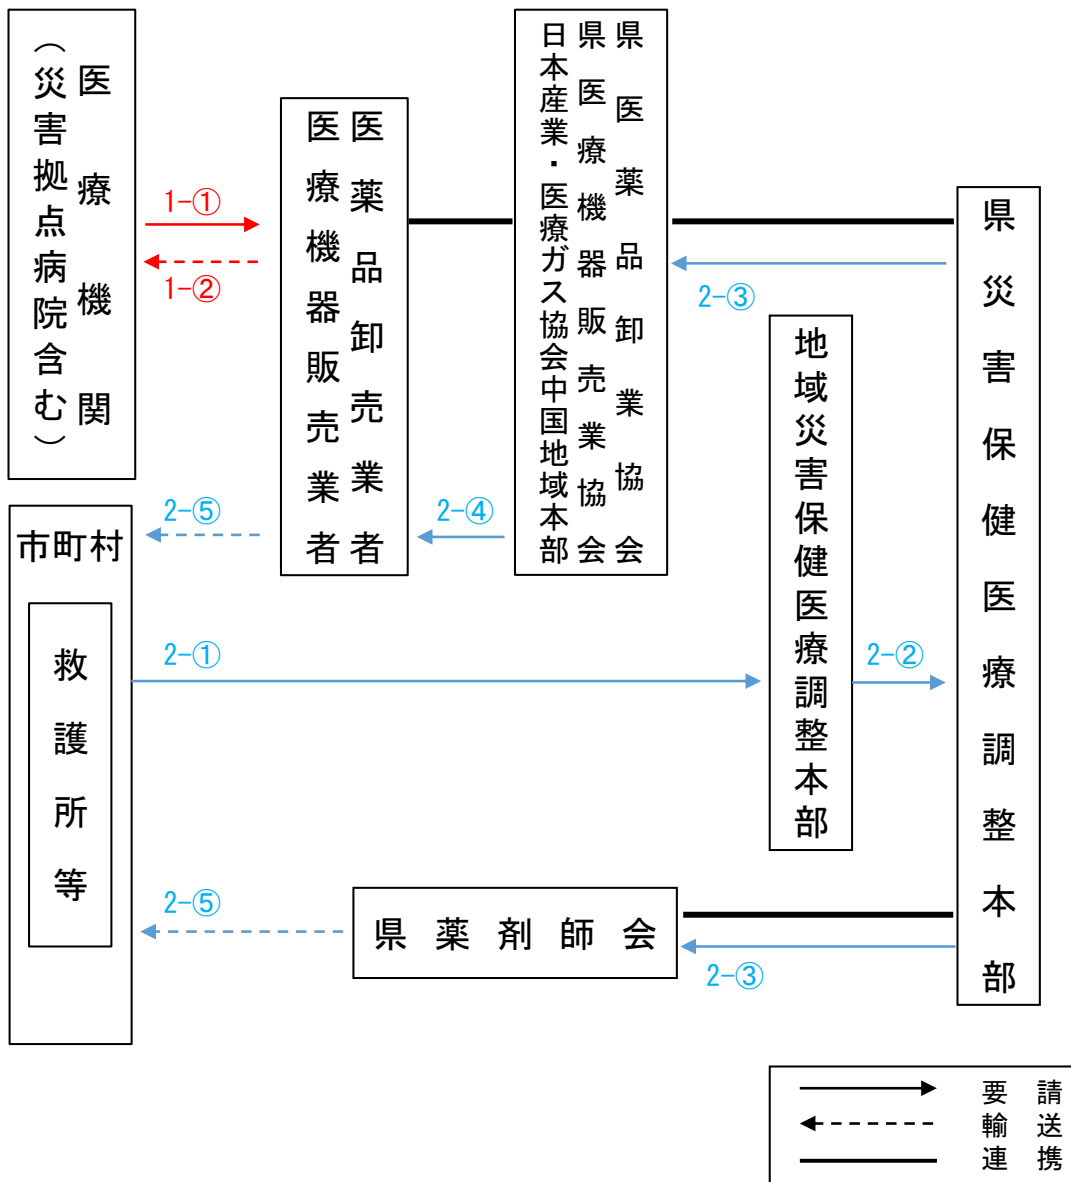 医療機関
（災害拠点病院含む）
1-①
1-②
医薬品卸売業者
医療機器販売業者
県医薬品卸業協会
県医療機器販売業協会
日本産業・医療ガス協会中国地域本部
県災害保健医療調整本部
2-③
地域災害保健医療調整本部
2-⑤
2-④
市町村
救護所等
2-①
2-②
2-⑤
県薬剤師会
2-③
要請
輸送
連携